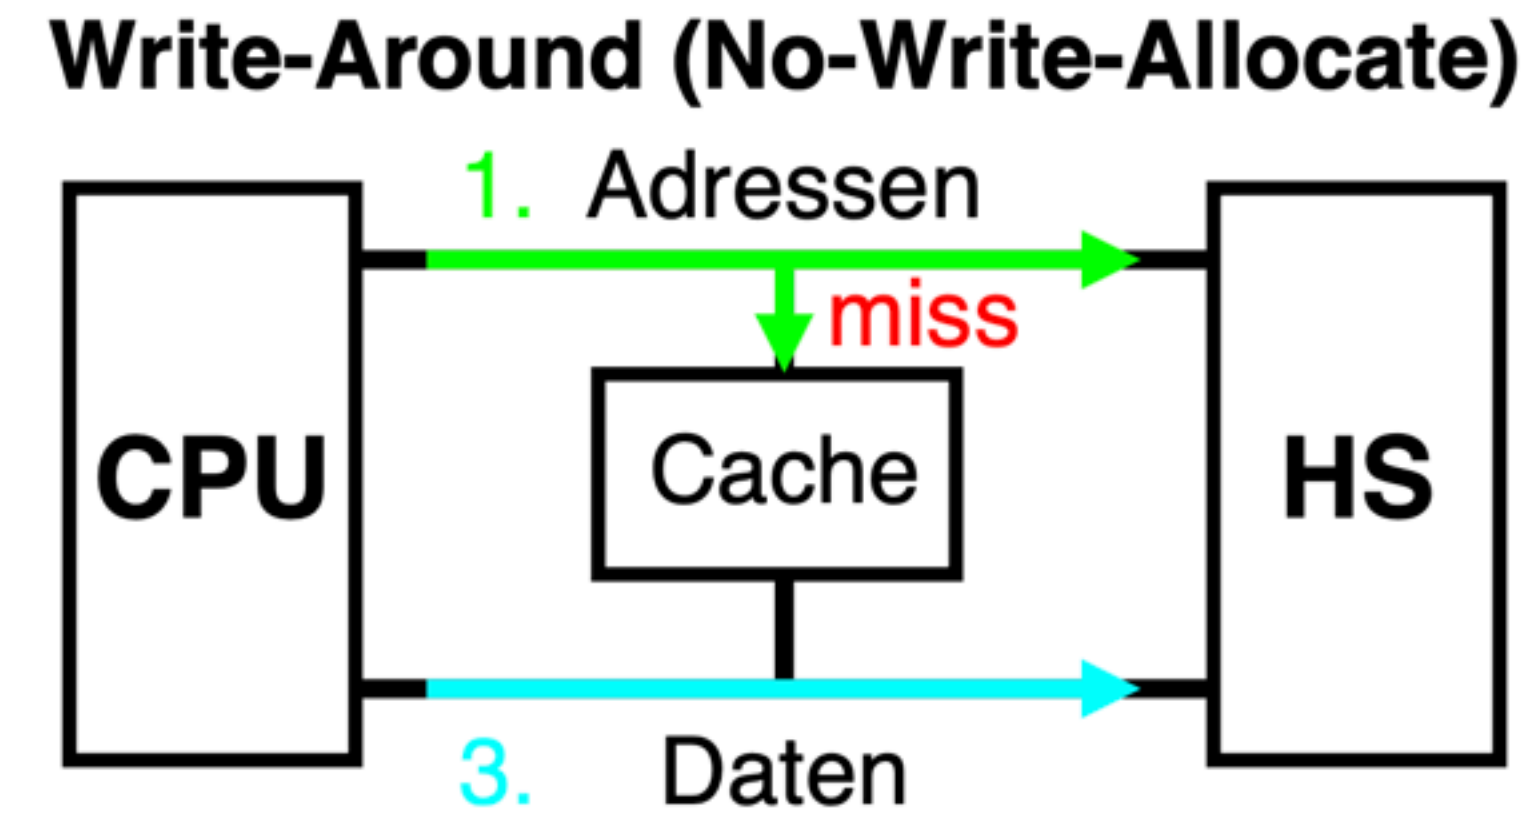 Write-Around (No-Write-Allocate)
1. Adressen
miss
CPU
Cache
HS
3. Daten